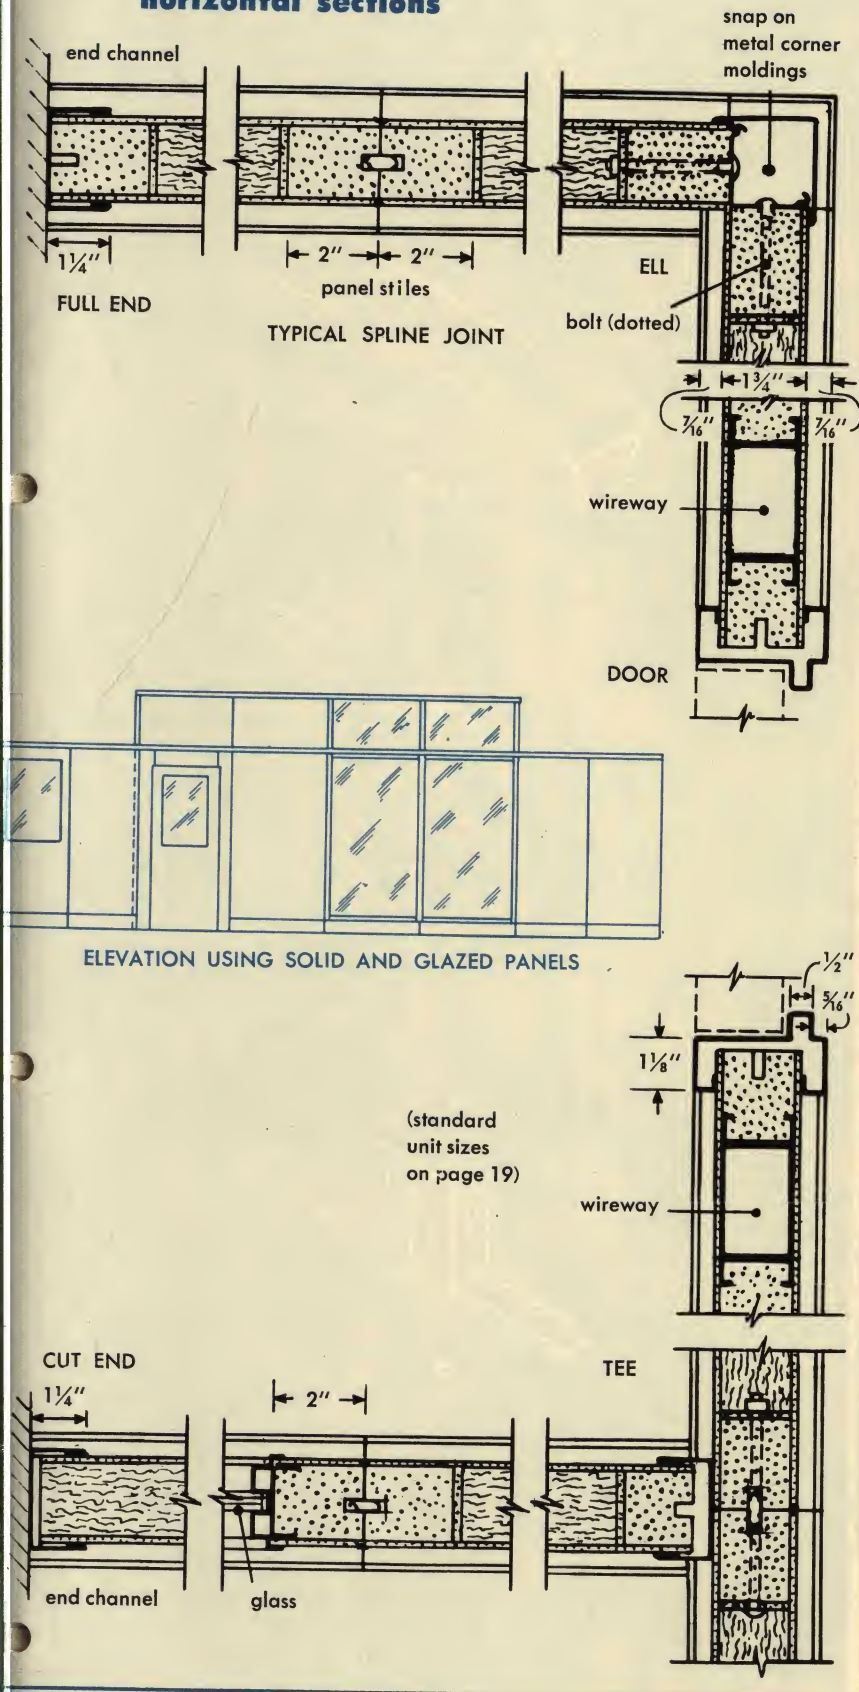 horizontal sections
end channel
snap on
metal corner
moldings
1¼"
2" 2"
panel stiles
FULL END
TYPICAL SPLINE JOINT
ELL
bolt (dotted)
1¾"
7/16" 7/16"
wireway
DOOR
ELEVATION USING SOLID AND GLAZED PANELS
½"
5/16"
1⅛"
(standard
unit sizes
on page 19)
wireway
CUT END
TEE
1¼"
2"
end channel
glass